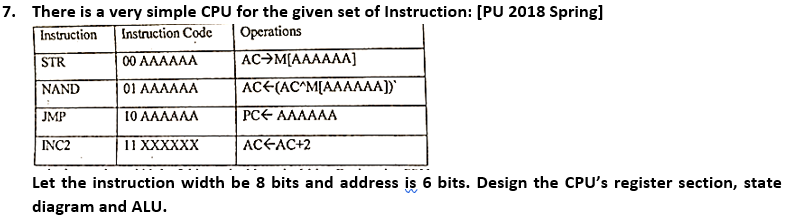 7. There is a very simple CPU for the given set of Instruction: [PU 2018 Spring]
Instruction Instruction Code Operations
STR 00 AAAAAA AC→M[AAAAAA]
NAND 01 AAAAAA AC←(AC^M[AAAAAA])`
JMP 10 AAAAAA PC← AAAAAA
INC2 11 XXXXXX AC←AC+2
Let the instruction width be 8 bits and address is 6 bits. Design the CPU's register section, state
diagram and ALU.